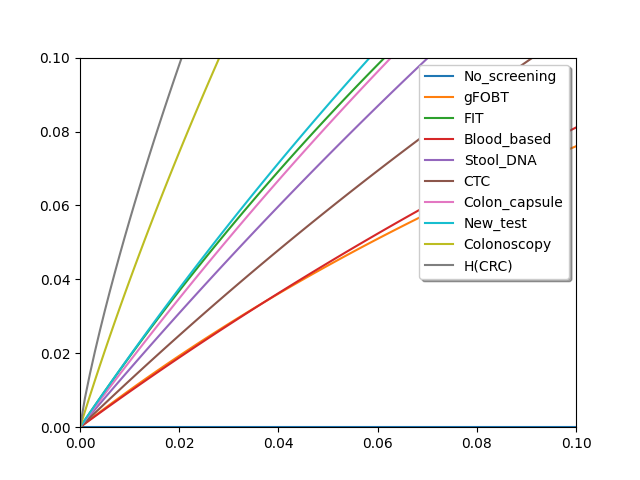 0.10
0.08
0.06
0.04
0.02
0.00
0.00 0.02 0.04 0.06 0.08 0.10
No_screening
gFOBT
FIT
Blood_based
Stool_DNA
CTC
Colon_capsule
New_test
Colonoscopy
H(CRC)